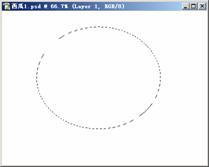 西瓜1.psd @ 66.7% (Layer 1, RGB/8)